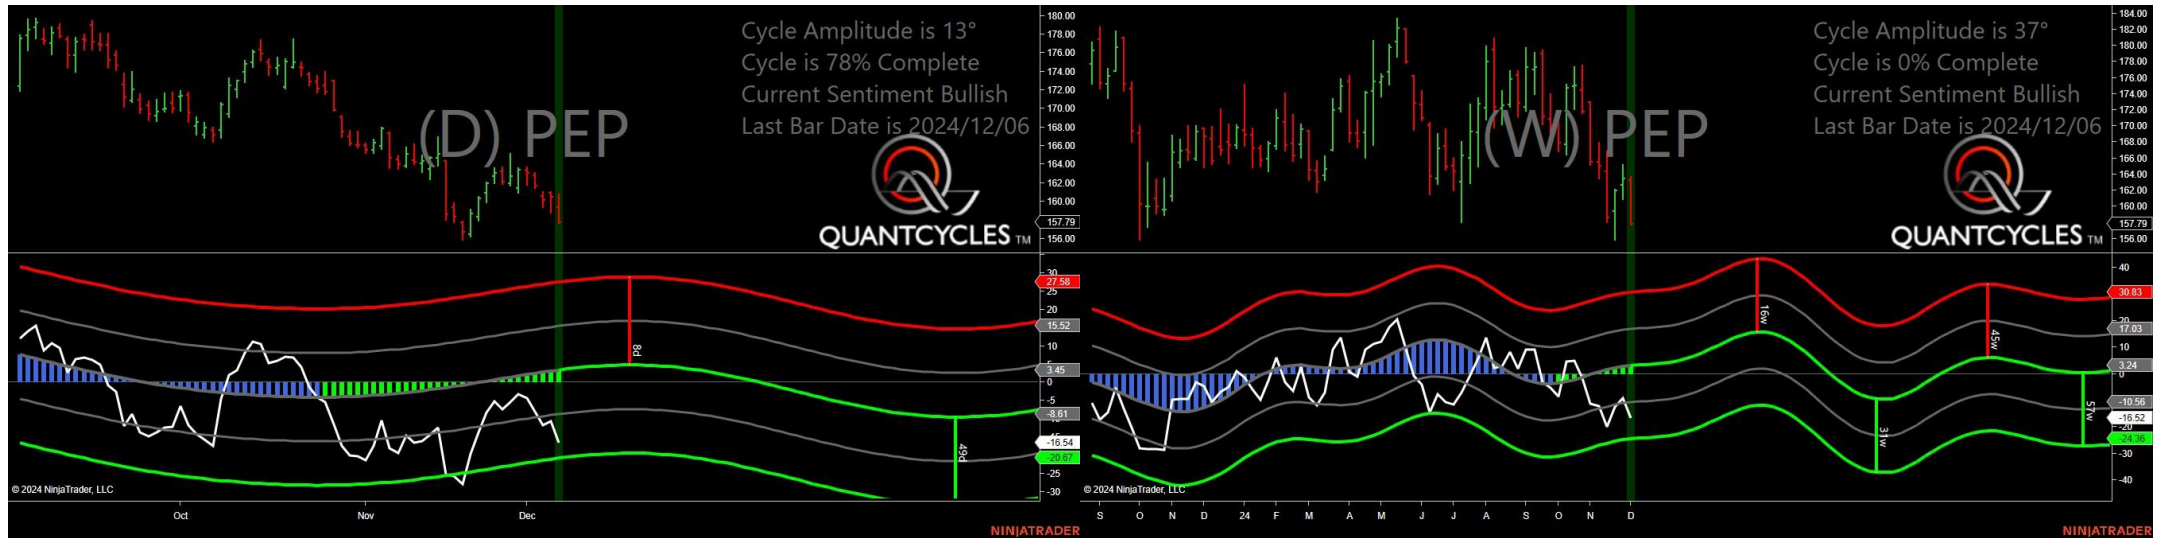 Cycle Amplitude is 13°
Cycle is 78% Complete
Current Sentiment Bullish
Last Bar Date is 2024/12/06
(D) PEP
QUANTCYCLES TM
180.00
178.00
176.00
174.00
172.00
170.00
168.00
166.00
164.00
162.00
160.00
157.79
156.00
30
27.58
25
20
15.52
10
5
3.45
0
-5
-8.61
-16.54
-20.67
-25
-30
8d
49d
© 2024 NinjaTrader, LLC
Oct Nov Dec
NINJATRADER
Cycle Amplitude is 37°
Cycle is 0% Complete
Current Sentiment Bullish
Last Bar Date is 2024/12/06
(W) PEP
QUANTCYCLES TM
184.00
182.00
180.00
178.00
176.00
174.00
172.00
170.00
168.00
166.00
164.00
162.00
160.00
157.79
156.00
40
30.83
20
17.03
10
3.24
0
-10.56
-16.52
-20
-24.36
-30
-40
16w
31w
45w
57w
© 2024 NinjaTrader, LLC
S O N D 24 F M A M J J A S O N D
NINJATRADER